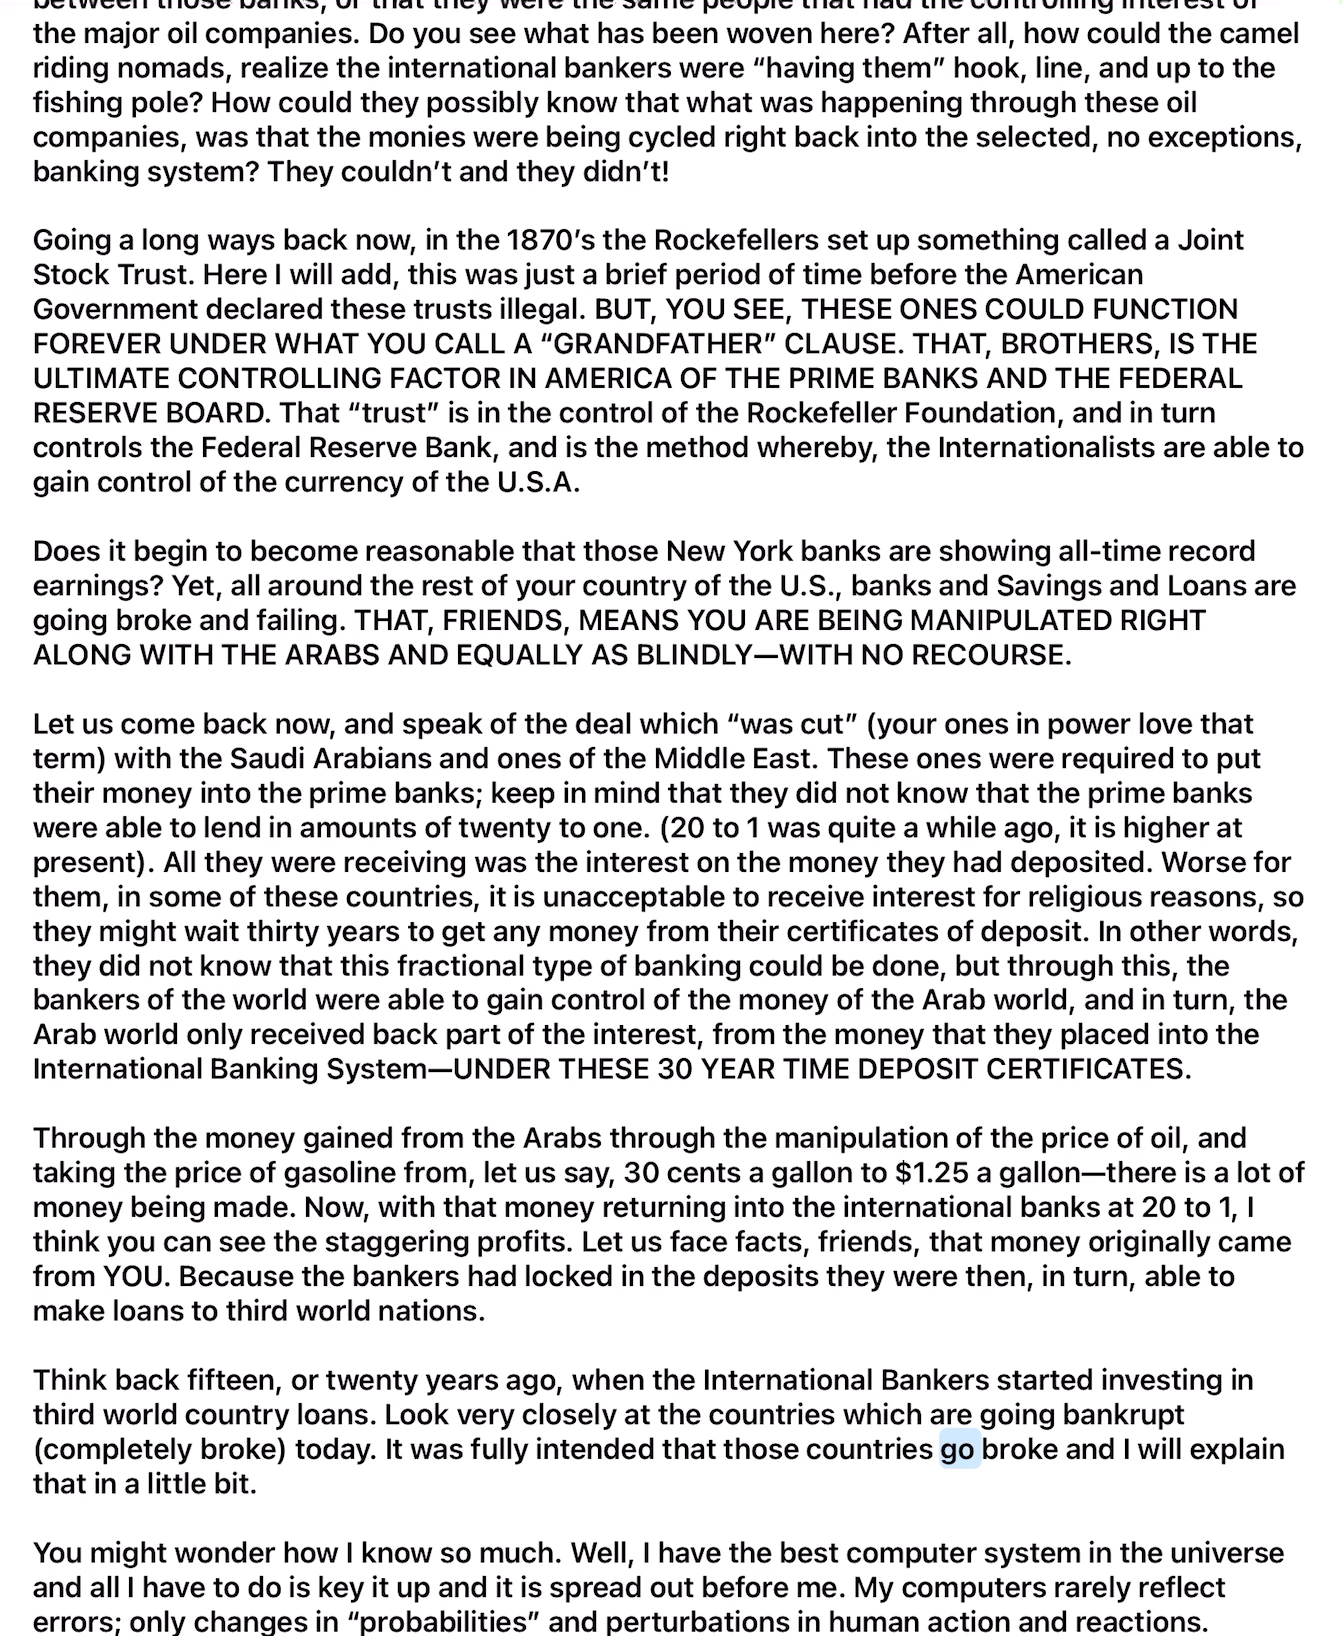 between those banks, or that they were the same people that had the controlling interest of
the major oil companies. Do you see what has been woven here? After all, how could the camel
riding nomads, realize the international bankers were “having them” hook, line, and up to the
fishing pole? How could they possibly know that what was happening through these oil
companies, was that the monies were being cycled right back into the selected, no exceptions,
banking system? They couldn’t and they didn’t!
Going a long ways back now, in the 1870’s the Rockefellers set up something called a Joint
Stock Trust. Here I will add, this was just a brief period of time before the American
Government declared these trusts illegal. BUT, YOU SEE, THESE ONES COULD FUNCTION
FOREVER UNDER WHAT YOU CALL A “GRANDFATHER” CLAUSE. THAT, BROTHERS, IS THE
ULTIMATE CONTROLLING FACTOR IN AMERICA OF THE PRIME BANKS AND THE FEDERAL
RESERVE BOARD. That “trust” is in the control of the Rockefeller Foundation, and in turn
controls the Federal Reserve Bank, and is the method whereby, the Internationalists are able to
gain control of the currency of the U.S.A.
Does it begin to become reasonable that those New York banks are showing all-time record
earnings? Yet, all around the rest of your country of the U.S., banks and Savings and Loans are
going broke and failing. THAT, FRIENDS, MEANS YOU ARE BEING MANIPULATED RIGHT
ALONG WITH THE ARABS AND EQUALLY AS BLINDLY—WITH NO RECOURSE.
Let us come back now, and speak of the deal which “was cut” (your ones in power love that
term) with the Saudi Arabians and ones of the Middle East. These ones were required to put
their money into the prime banks; keep in mind that they did not know that the prime banks
were able to lend in amounts of twenty to one. (20 to 1 was quite a while ago, it is higher at
present). All they were receiving was the interest on the money they had deposited. Worse for
them, in some of these countries, it is unacceptable to receive interest for religious reasons, so
they might wait thirty years to get any money from their certificates of deposit. In other words,
they did not know that this fractional type of banking could be done, but through this, the
bankers of the world were able to gain control of the money of the Arab world, and in turn, the
Arab world only received back part of the interest, from the money that they placed into the
International Banking System—UNDER THESE 30 YEAR TIME DEPOSIT CERTIFICATES.
Through the money gained from the Arabs through the manipulation of the price of oil, and
taking the price of gasoline from, let us say, 30 cents a gallon to $1.25 a gallon—there is a lot of
money being made. Now, with that money returning into the international banks at 20 to 1, I
think you can see the staggering profits. Let us face facts, friends, that money originally came
from YOU. Because the bankers had locked in the deposits they were then, in turn, able to
make loans to third world nations.
Think back fifteen, or twenty years ago, when the International Bankers started investing in
third world country loans. Look very closely at the countries which are going bankrupt
(completely broke) today. It was fully intended that those countries go broke and I will explain
that in a little bit.
You might wonder how I know so much. Well, I have the best computer system in the universe
and all I have to do is key it up and it is spread out before me. My computers rarely reflect
errors; only changes in “probabilities” and perturbations in human action and reactions.